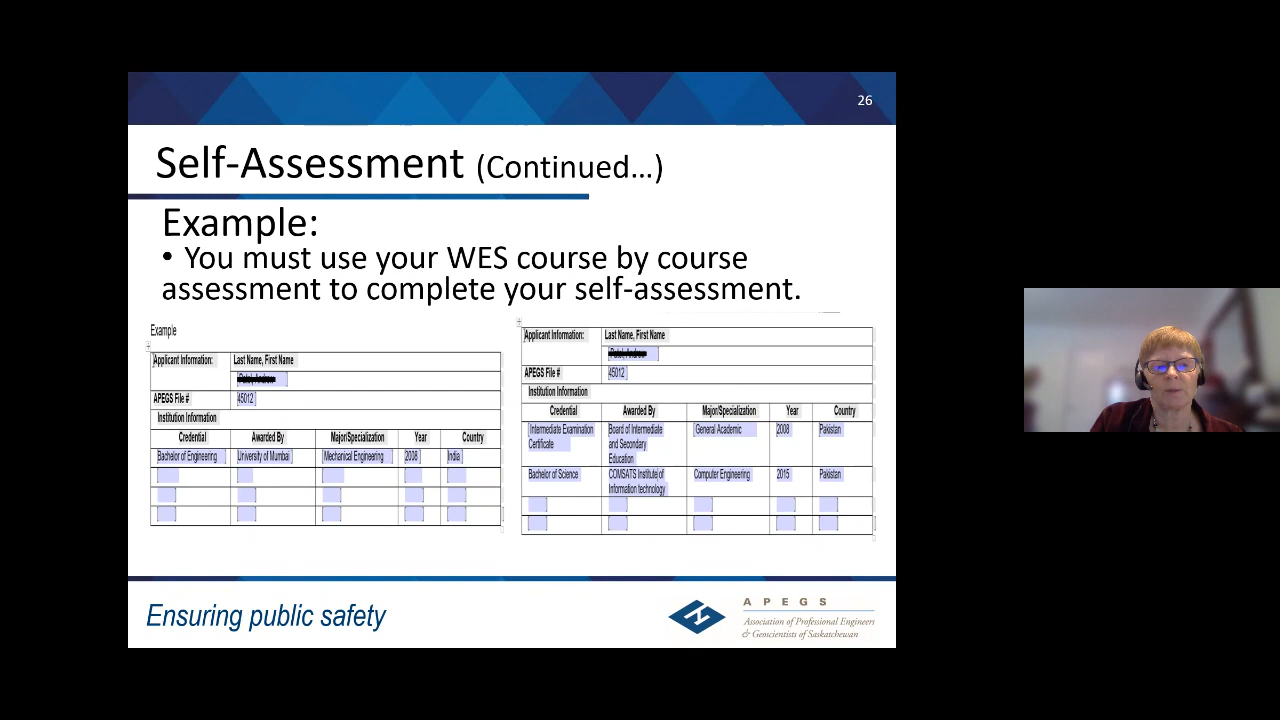 26
Self-Assessment (Continued…)
Example:
• You must use your WES course by course
assessment to complete your self-assessment.
Example
Applicant Information: Last Name, First Name
APEGS File # 45012
Institution Information
Credential Awarded By Major/Specialization Year Country
Bachelor of Engineering University of Mumbai Mechanical Engineering 2008 India
Applicant Information: Last Name, First Name
APEGS File # 45012
Institution Information
Credential Awarded By Major/Specialization Year Country
Intermediate Examination Board of Intermediate General Academic 2008 Pakistan
Certificate and Secondary
Education
Bachelor of Science COMSATS Institute of Computer Engineering 2015 Pakistan
Information technology
Ensuring public safety
APEGS
Association of Professional Engineers
& Geoscientists of Saskatchewan